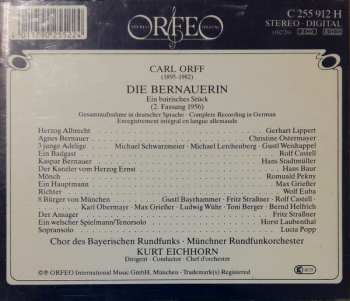 ORFEO
C 255 912 H
STEREO · DIGITAL
CARL ORFF
(1895-1982)
DIE BERNAUERIN
Ein bairisches Stück
(2. Fassung 1956)
Gesamtaufnahme in deutscher Sprache · Complete Recording in German
Enregistrement intégral en langue allemande
Herzog Albrecht Gerhart Lippert
Agnes Bernauer Christine Ostermayer
3 junge Adelige Michael Schwarzmeier · Michael Lerchenberg · Gustl Weishappel
Ein Badgast Rolf Castell
Kaspar Bernauer Hans Stadtmüller
Der Kanzler vom Herzog Ernst Hans Baur
Mönch Romuald Pekny
Ein Hauptmann Max Grießer
Richter Wolf Euba
8 Bürger von München Gustl Bayrhammer · Fritz Straßner · Rolf Castell
Karl Obermayr · Max Grießer · Ludwig Wühr · Toni Berger · Bernd Helfrich
Der Ansager Fritz Straßner
Ein welscher Spielmann/Tenorsolo Horst Laubenthal
Sopransolo Lucia Popp
Chor des Bayerischen Rundfunks · Münchner Rundfunkorchester
KURT EICHHORN
Dirigent · Conductor · Chef d'orchestre
©℗ ORFEO International Music GmbH, München · Trademark(s) Registered